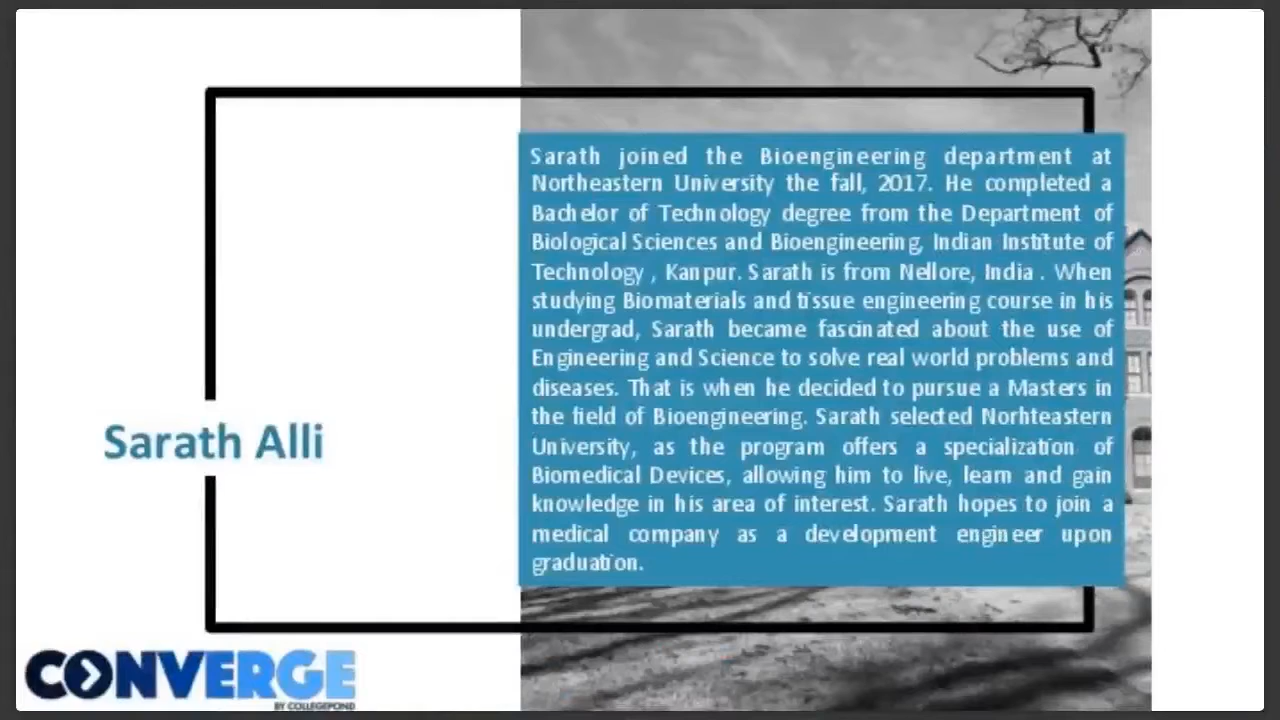 Sarath joined the Bioengineering department at
Northeastern University the fall, 2017. He completed a
Bachelor of Technology degree from the Department of
Biological Sciences and Bioengineering, Indian Institute of
Technology , Kanpur. Sarath is from Nellore, India . When
studying Biomaterials and tissue engineering course in his
undergrad, Sarath became fascinated about the use of
Engineering and Science to solve real world problems and
diseases. That is when he decided to pursue a Masters in
the field of Bioengineering. Sarath selected Norhteastern
University, as the program offers a specialization of
Biomedical Devices, allowing him to live, learn and gain
knowledge in his area of interest. Sarath hopes to join a
medical company as a development engineer upon
graduation.
Sarath Alli
CONVERGE
BY COLLEGEPOND